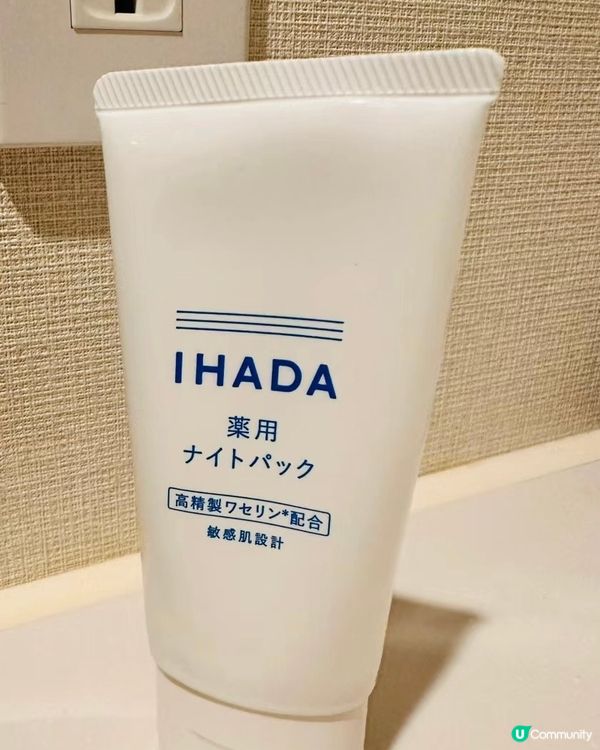 IHADA
薬用
ナイトパック
高精製ワセリン*配合
敏感肌設計
U Community